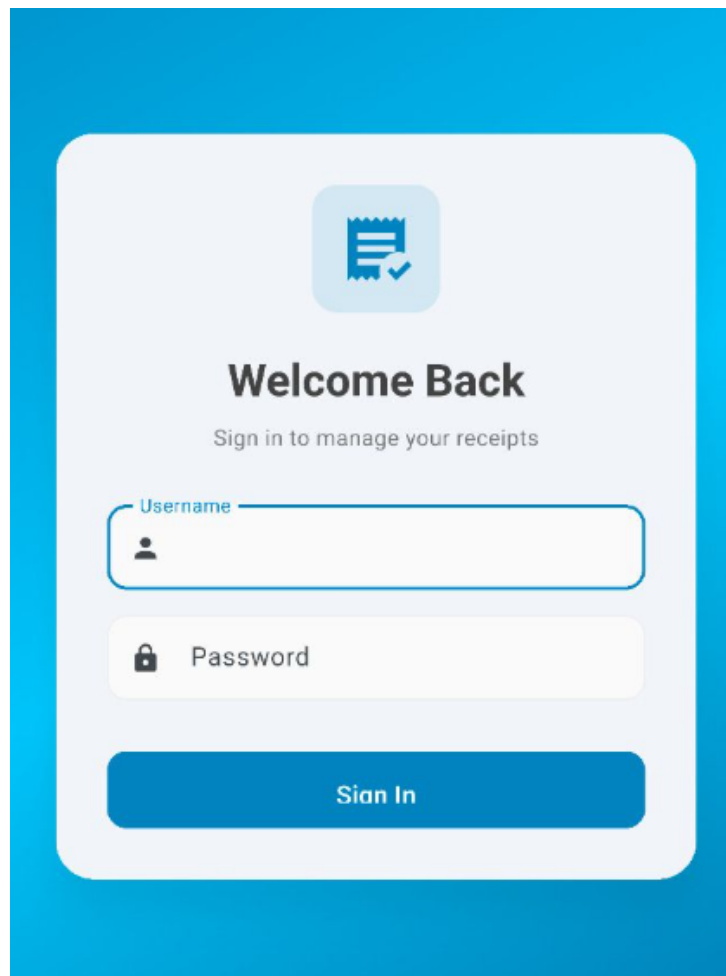 Welcome Back
Sign in to manage your receipts
Username
Password
Sign In